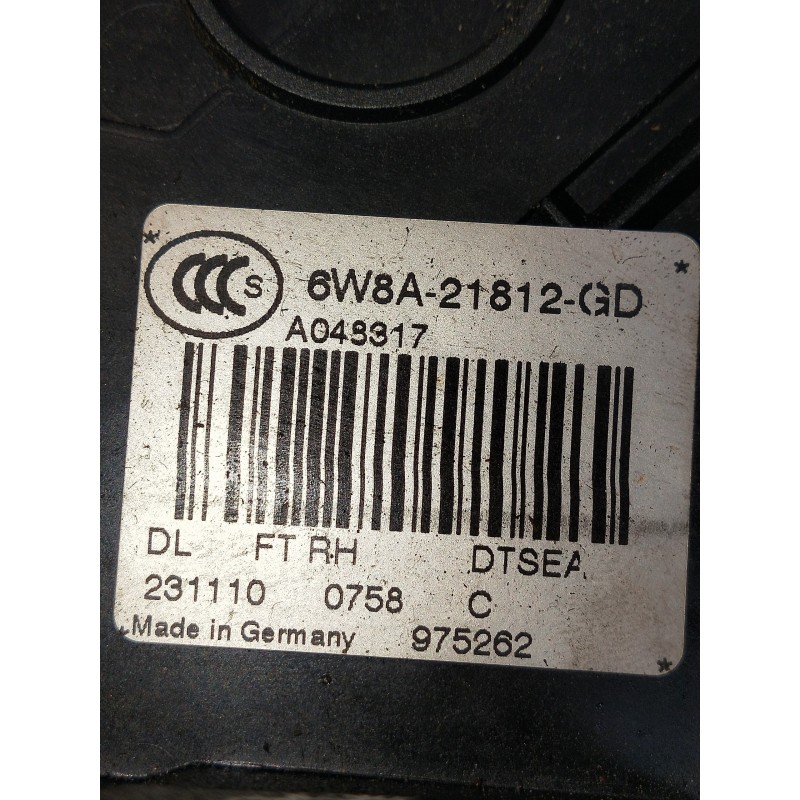 CCC S 6W8A-21812-GD
A048317
DL FT RH DTSEA
231110 0758 C
Made in Germany 975262